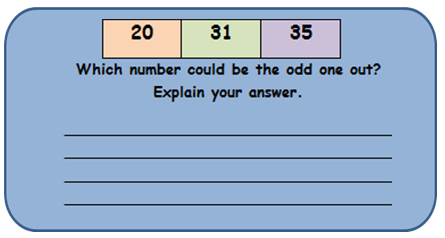 20 31 35
Which number could be the odd one out?
Explain your answer.